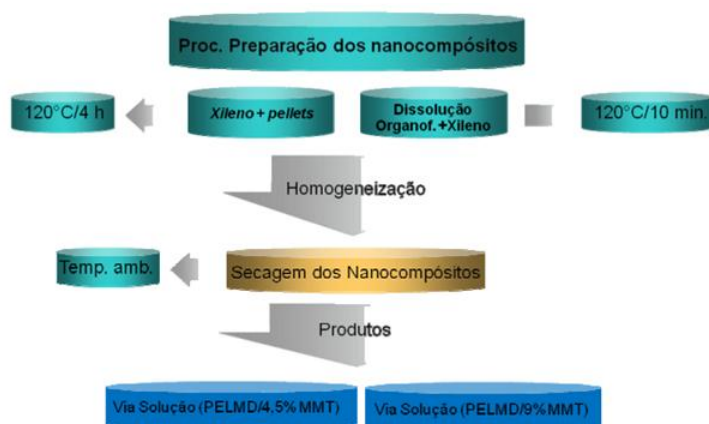 Proc. Preparação dos nanocompósitos
120°C/4 h
Xileno + pellets
Dissolução
Organof.+Xileno
120°C/10 min.
Homogeneização
Temp. amb.
Secagem dos Nanocompósitos
Produtos
Via Solução (PELMD/4,5% MMT)
Via Solução (PELMD/9% MMT)